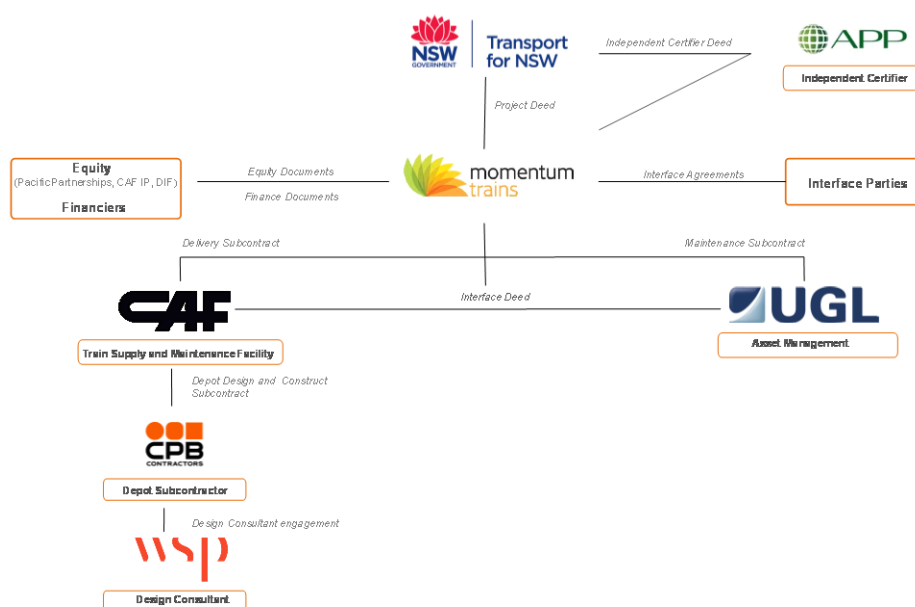 NSW
GOVERNMENT
Transport
for NSW
Independent Certifier Deed
APP
Independent Certifier
Project Deed
Equity
(Pacific Partnerships, CAF IP, DIF)
Financiers
Equity Documents
Finance Documents
momentum
trains
Interface Agreements
Interface Parties
Delivery Subcontract
Maintenance Subcontract
CAF
Interface Deed
UGL
Train Supply and Maintenance Facility
Asset Management
Depot Design and Construct
Subcontract
CPB
CONTRACTORS
Depot Subcontractor
Design Consultant engagement
wsp
Design Consultant